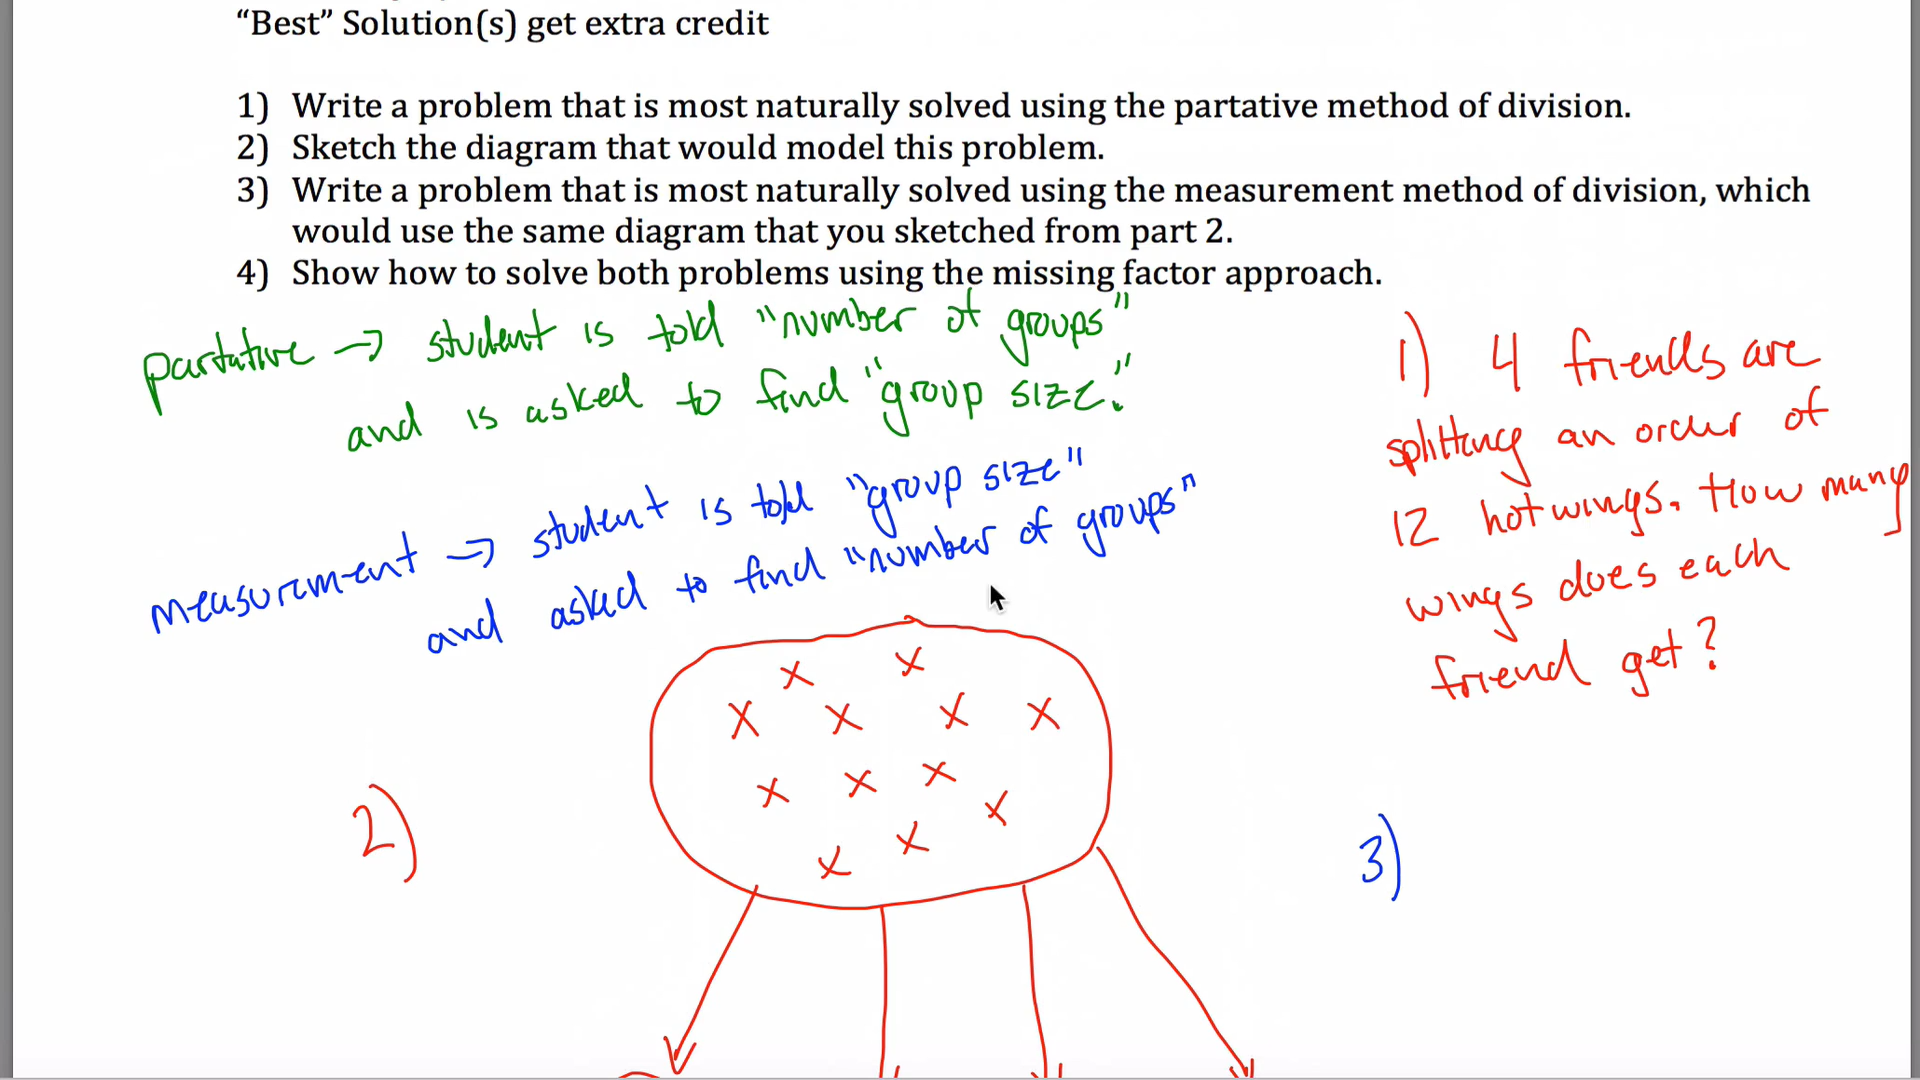 “Best” Solution(s) get extra credit
1) Write a problem that is most naturally solved using the partative method of division.
2) Sketch the diagram that would model this problem.
3) Write a problem that is most naturally solved using the measurement method of division, which
would use the same diagram that you sketched from part 2.
4) Show how to solve both problems using the missing factor approach.
partative → student is told "number of groups"
and is asked to find "group size."
measurement → student is told "group size"
and asked to find "number of groups"
1) 4 friends are
splitting an order of
12 hotwings. How many
wings does each
friend get?
2)
x x
x x x x
x x x
x
x x
3)